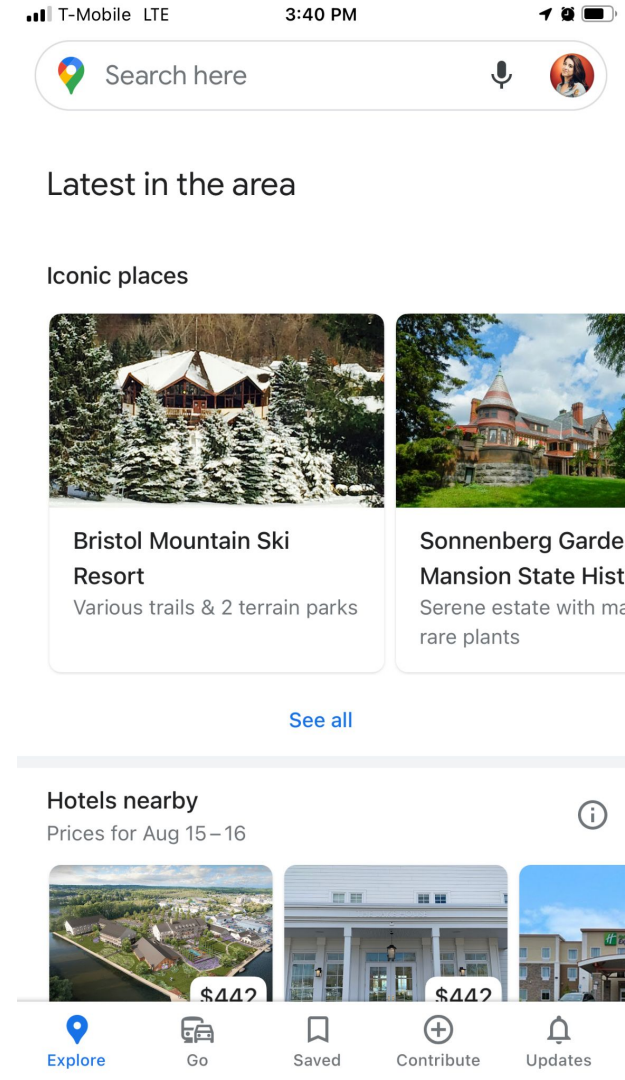 T-Mobile LTE 3:40 PM
Search here
Latest in the area
Iconic places
Bristol Mountain Ski
Resort
Various trails & 2 terrain parks
Sonnenberg Garde
Mansion State Hist
Serene estate with ma
rare plants
See all
Hotels nearby
Prices for Aug 15–16
$442
$442
Explore
Go
Saved
Contribute
Updates